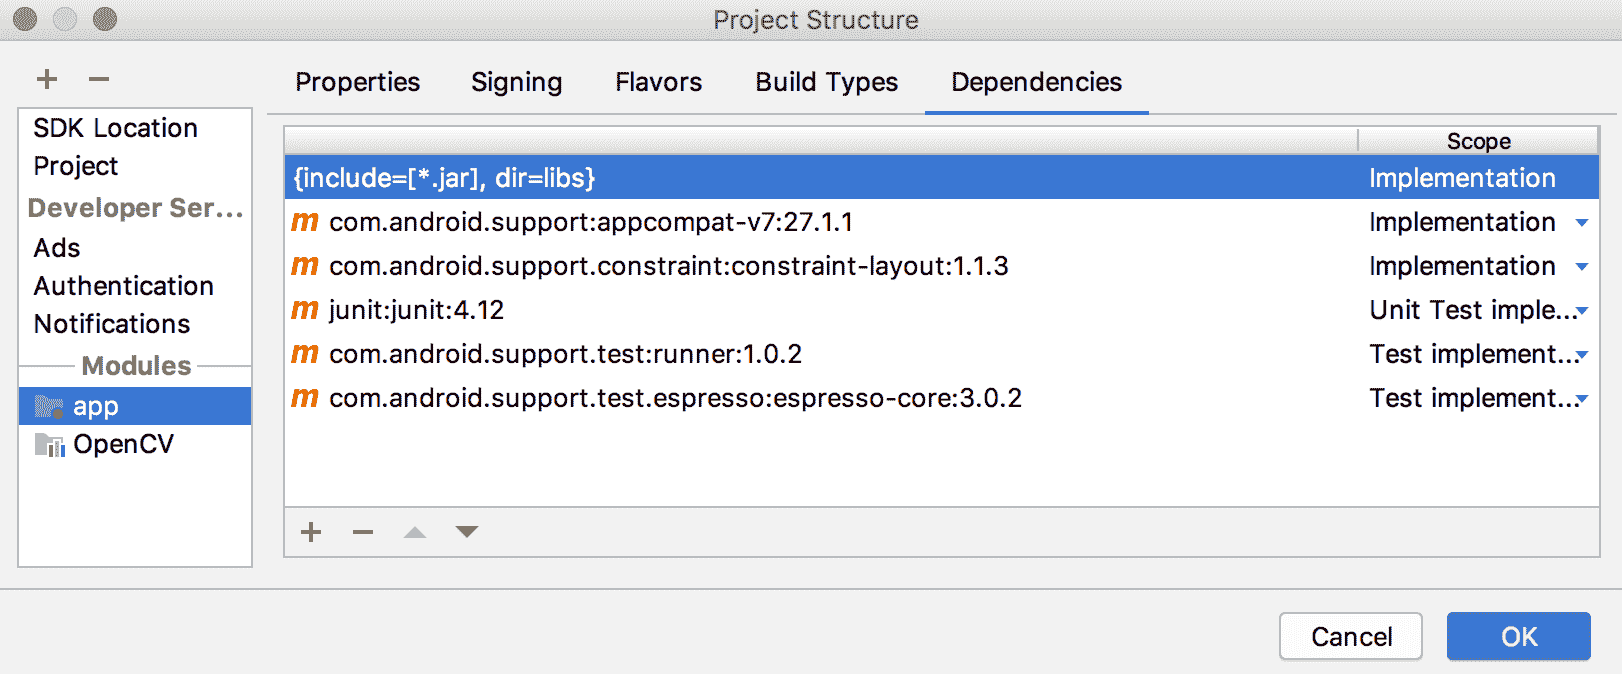 Project Structure
Properties Signing Flavors Build Types Dependencies
SDK Location
Project
Developer Ser...
Ads
Authentication
Notifications
Modules
app
OpenCV
Scope
{include=[*.jar], dir=libs} Implementation
m com.android.support:appcompat-v7:27.1.1 Implementation
m com.android.support.constraint:constraint-layout:1.1.3 Implementation
m junit:junit:4.12 Unit Test imple...
m com.android.support.test:runner:1.0.2 Test implement...
m com.android.support.test.espresso:espresso-core:3.0.2 Test implement...
Cancel OK